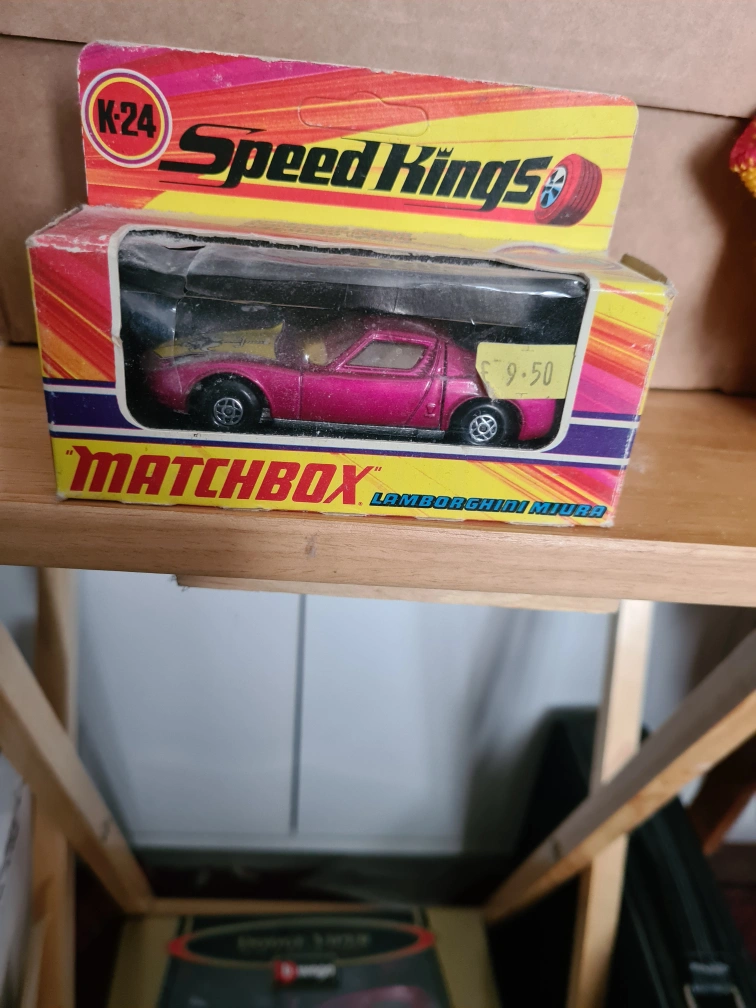 K-24
Speed Kings
£ 9.50
"MATCHBOX"
LAMBORGHINI MIURA